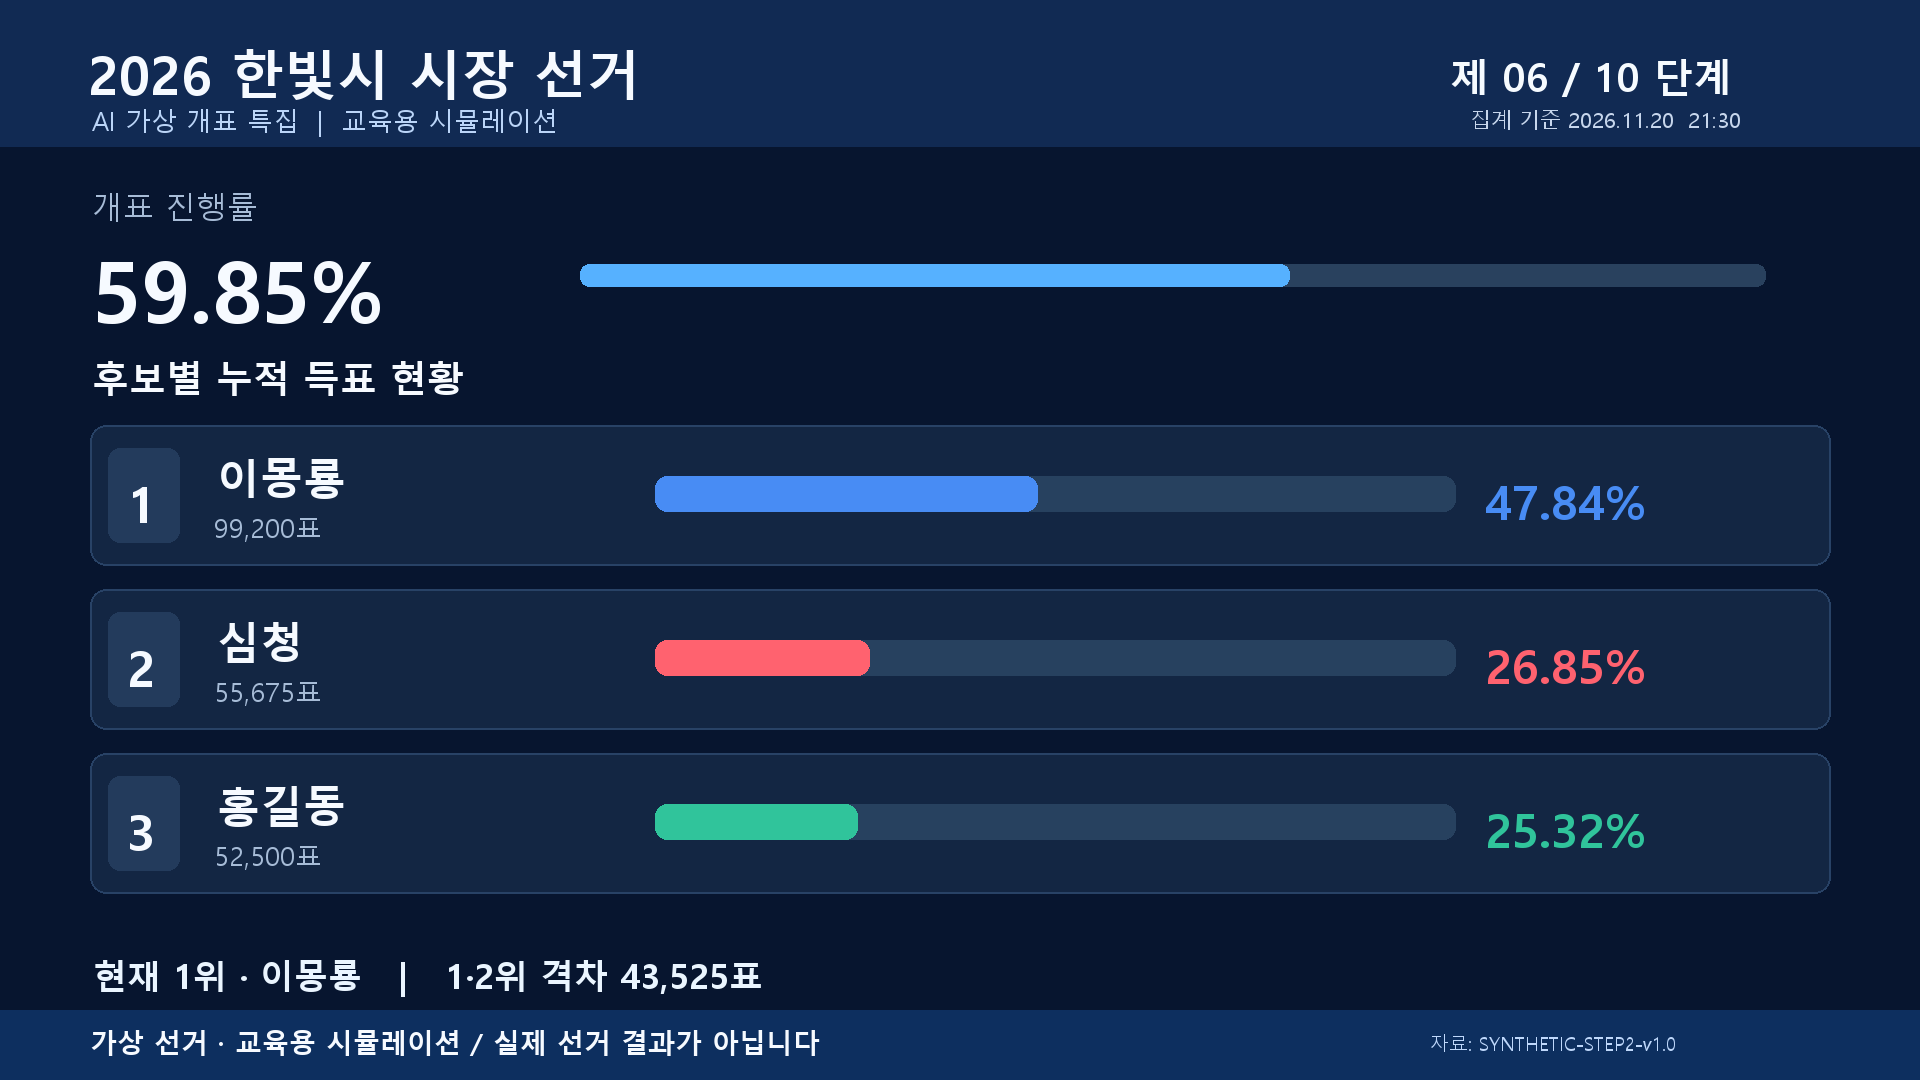 2026 한빛시 시장 선거
AI 가상 개표 특집 | 교육용 시뮬레이션
제 06 / 10 단계
집계 기준 2026.11.20 21:30
개표 진행률
59.85%
후보별 누적 득표 현황
1
이몽룡
99,200표
47.84%
2
심청
55,675표
26.85%
3
홍길동
52,500표
25.32%
현재 1위 · 이몽룡 | 1·2위 격차 43,525표
가상 선거 · 교육용 시뮬레이션 / 실제 선거 결과가 아닙니다
자료: SYNTHETIC-STEP2-v1.0